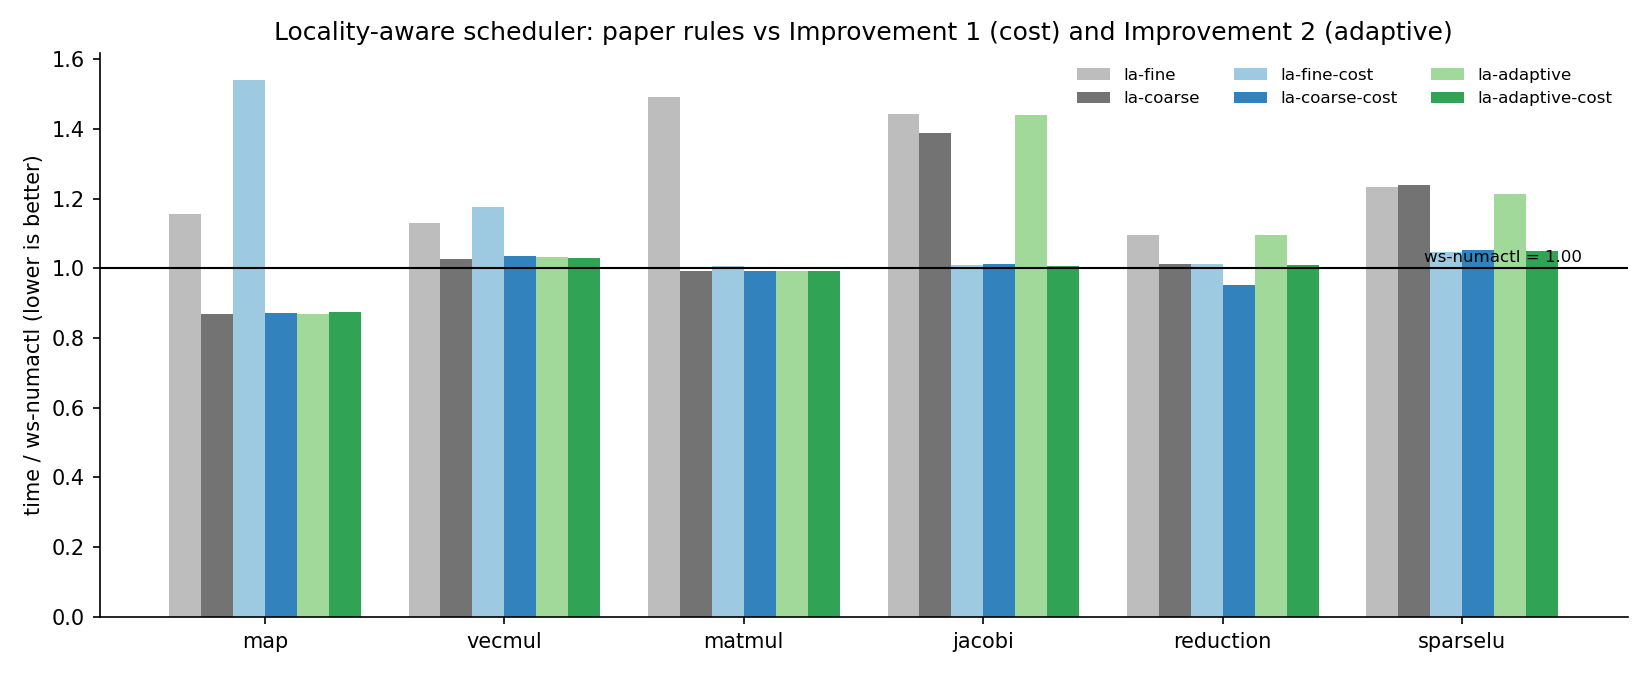 Locality-aware scheduler: paper rules vs Improvement 1 (cost) and Improvement 2 (adaptive)
la-fine
la-coarse
la-fine-cost
la-coarse-cost
la-adaptive
la-adaptive-cost
time / ws-numactl (lower is better)
1.6
1.4
1.2
1.0
0.8
0.6
0.4
0.2
0.0
ws-numactl = 1.00
map
vecmul
matmul
jacobi
reduction
sparselu